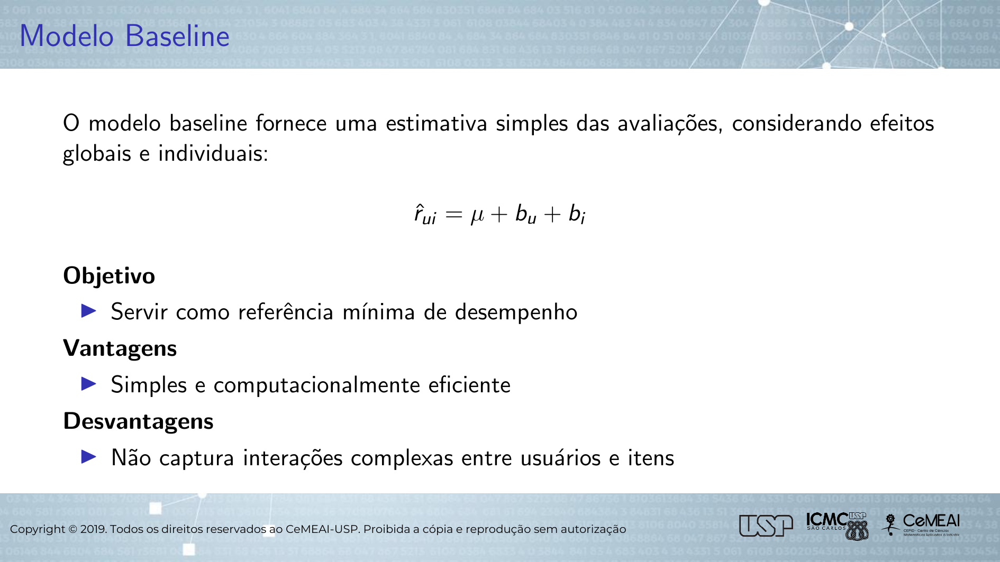 Modelo Baseline
O modelo baseline fornece uma estimativa simples das avaliações, considerando efeitos
globais e individuais:
r̂_ui = μ + b_u + b_i
Objetivo
Servir como referência mínima de desempenho
Vantagens
Simples e computacionalmente eficiente
Desvantagens
Não captura interações complexas entre usuários e itens
Copyright © 2019. Todos os direitos reservados ao CeMEAI-USP. Proibida a cópia e reprodução sem autorização
USP
ICMC USP
SÃO CARLOS
CeMEAI
CEPID - Centro de Ciências
Matemáticas Aplicadas à Indústria